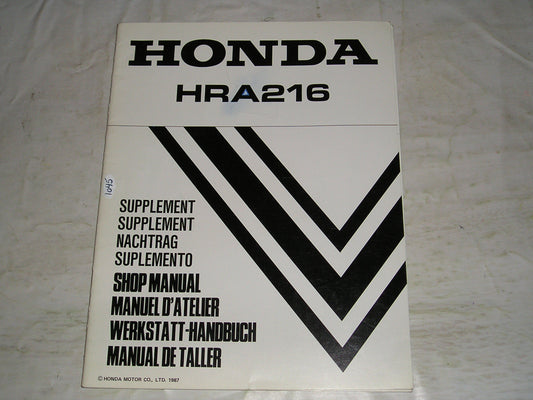 HONDA
HRA216
1045
SUPPLEMENT
SUPPLEMENT
NACHTRAG
SUPLEMENTO
SHOP MANUAL
MANUEL D'ATELIER
WERKSTATT-HANDBUCH
MANUAL DE TALLER
© HONDA MOTOR CO., LTD. 1987